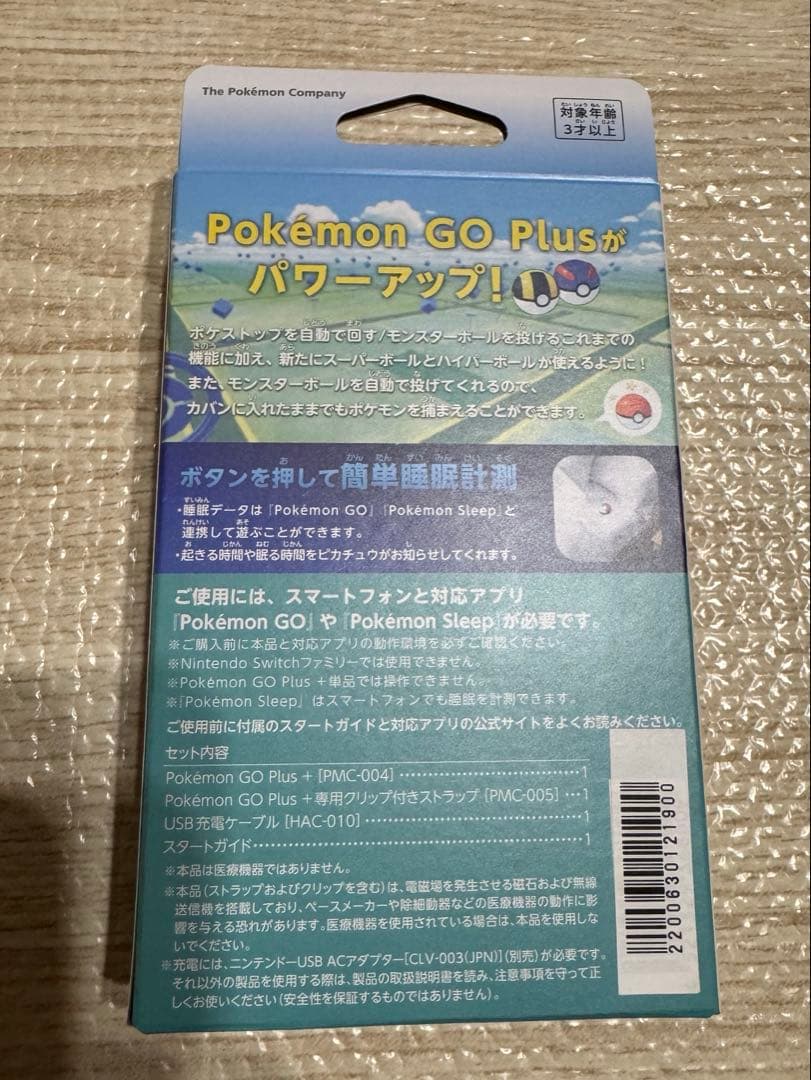 The Pokémon Company
対象年齢
3才以上
Pokémon GO Plusが
パワーアップ!
ポケストップを自動で回す/モンスターボールを投げるこれまでの
機能に加え、新たにスーパーボールとハイパーボールが使えるように!
また、モンスターボールを自動で投げてくれるので、
カバンに入れたままでもポケモンを捕まえることができます。
ボタンを押して簡単睡眠計測
・睡眠データは『Pokémon GO』『Pokémon Sleep』と
連携して遊ぶことができます。
・起きる時間や眠る時間をピカチュウがお知らせしてくれます。
ご使用には、スマートフォンと対応アプリ
『Pokémon GO』や『Pokémon Sleep』が必要です。
※ご購入前に本品と対応アプリの動作環境を必ずご確認ください。
※Nintendo Switchファミリーでは使用できません。
※Pokémon GO Plus +単品では操作できません。
※『Pokémon Sleep』はスマートフォンでも睡眠を計測できます。
ご使用前に付属のスタートガイドと対応アプリの公式サイトをよくお読みください。
セット内容
Pokémon GO Plus + [PMC-004] ･･････････････････････････････1
Pokémon GO Plus +専用クリップ付きストラップ [PMC-005] ･･･1
USB充電ケーブル [HAC-010] ･･････････････････････････････1
スタートガイド･･････････････････････････････････････････････1
※本品は医療機器ではありません。
※本品(ストラップおよびクリップを含む)は、電磁場を発生させる磁石および無線
送信機を搭載しており、ペースメーカーや除細動器などの医療機器の動作に影
響を与える恐れがあります。医療機器を使用されている場合は、本品を使用しな
いでください。
※充電には、ニンテンドーUSB ACアダプター[CLV-003(JPN)](別売)が必要です。
それ以外の製品を使用する際は、製品の取扱説明書を読み、注意事項を守って正
しくお使いください(安全性を保証するものではありません)。
2200630121900